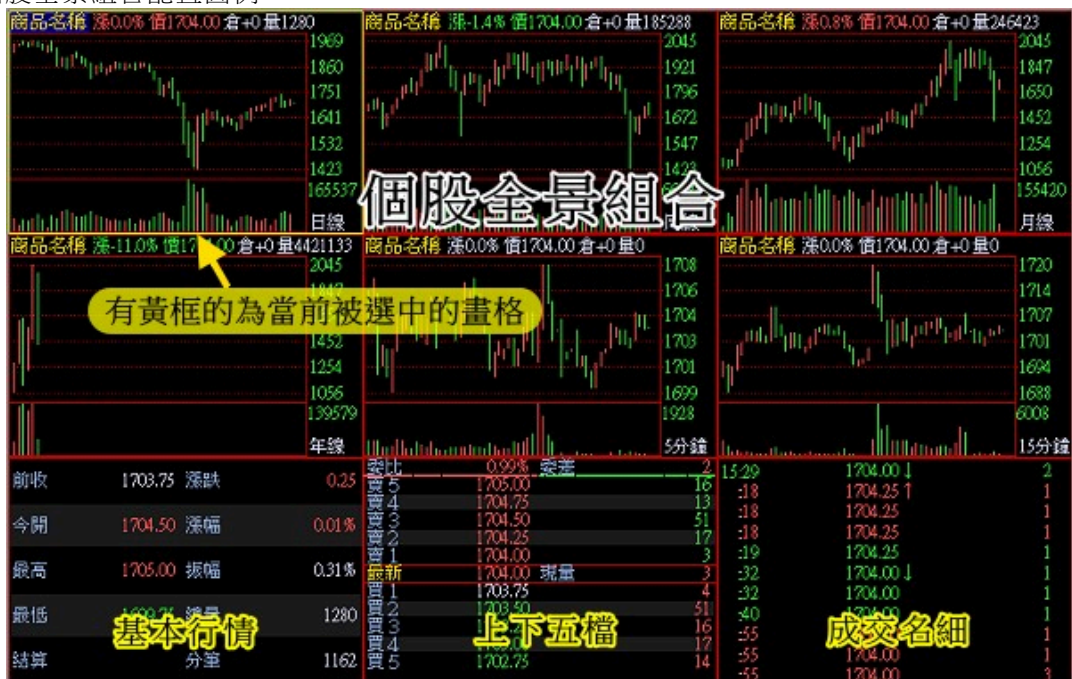 商品名稱 漲0.0% 價1704.00 倉+0 量1280
1969
1860
1751
1641
1532
1423
165537
日線
商品名稱 漲-1.4% 價1704.00 倉+0 量185288
2045
1921
1796
1672
1547
1423
商品名稱 漲0.8% 價1704.00 倉+0 量246423
2045
1847
1650
1452
1254
1056
155420
月線
個股全景組合
商品名稱 漲-11.0% 價1704.00 倉+0 量4421133
2045
1847
1452
1254
1056
139579
年線
有黃框的為當前被選中的畫格
商品名稱 漲0.0% 價1704.00 倉+0 量0
1708
1706
1704
1703
1701
1699
1928
5分鐘
商品名稱 漲0.0% 價1704.00 倉+0 量0
1720
1714
1707
1701
1694
1688
6008
15分鐘
前收 1703.75 漲跌 0.25
今開 1704.50 漲幅 0.01%
最高 1705.00 振幅 0.31%
最低 總量 1280
結算 分筆 1162
基本行情
委比 0.99% 委差 2
賣5 1705.00 16
賣4 1704.75 13
賣3 1704.50 51
賣2 1704.25 17
賣1 1704.00 3
最新 1704.00 現量 3
買1 1703.75 4
買2 1703.50 51
買3 16
買4 17
買5 1702.75 14
上下五檔
15:29 1704.00↓ 2
:18 1704.25↑ 1
:18 1704.25 1
:18 1704.25 1
:19 1704.25 1
:32 1704.00↓ 1
:32 1704.00 1
:40 1704.00 1
:55 1
:55 1704.00 1
:55 1704.00 3
成交名細